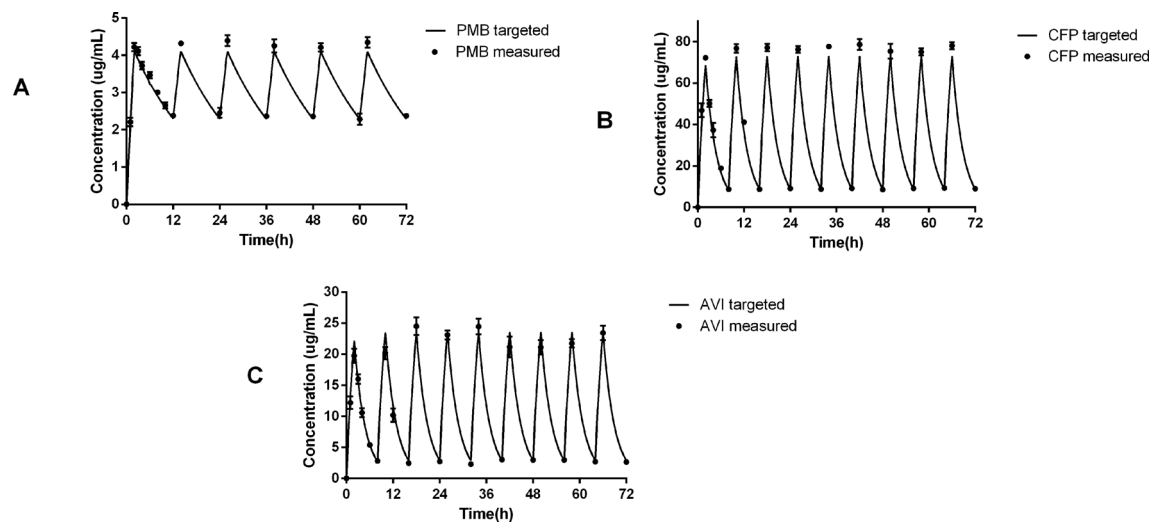 A
Concentration (ug/mL)
5
4
3
2
1
0
0 12 24 36 48 60 72
Time(h)
PMB targeted
PMB measured
B
Concentration (ug/mL)
80
60
40
20
0
0 12 24 36 48 60 72
Time(h)
CFP targeted
CFP measured
C
Concentration (ug/mL)
30
25
20
15
10
5
0
0 12 24 36 48 60 72
Time(h)
AVI targeted
AVI measured